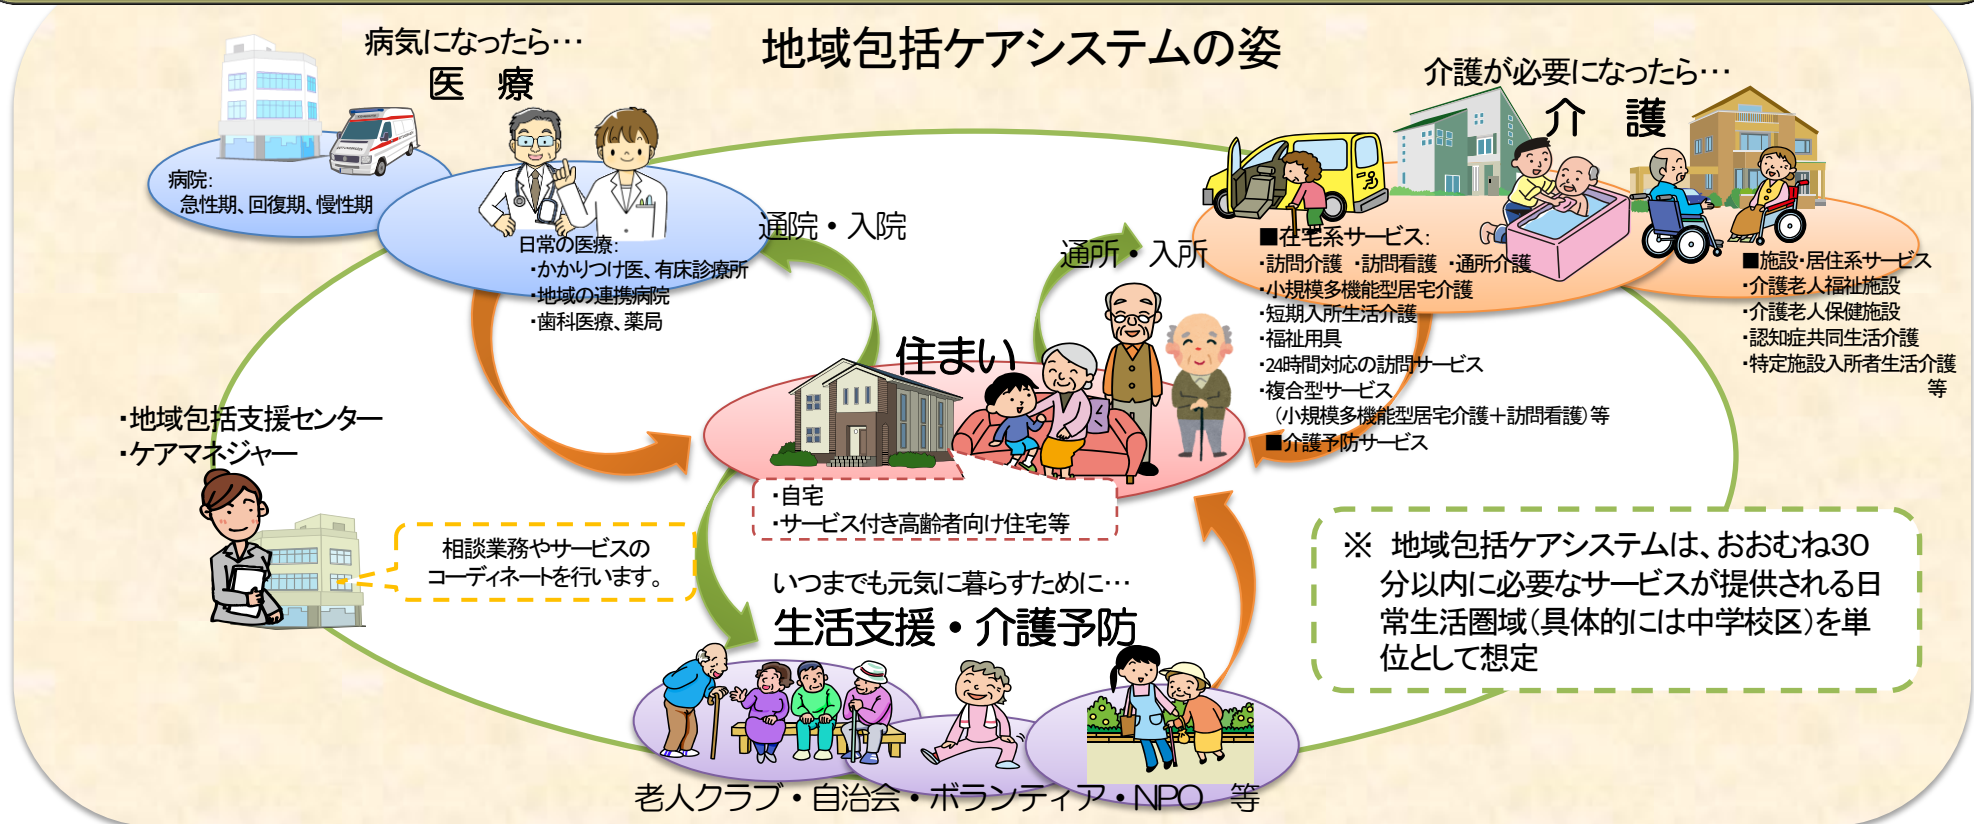 地域包括ケアシステムの姿
病気になったら･･･
医　療
病院:
急性期、回復期、慢性期
日常の医療:
・かかりつけ医、有床診療所
・地域の連携病院
・歯科医療、薬局
通院・入院
通所・入所
介護が必要になったら･･･
介　護
■在宅系サービス:
・訪問介護　・訪問看護　・通所介護
・小規模多機能型居宅介護
・短期入所生活介護
・福祉用具
・24時間対応の訪問サービス
・複合型サービス
（小規模多機能型居宅介護＋訪問看護）等
■介護予防サービス
■施設・居住系サービス
・介護老人福祉施設
・介護老人保健施設
・認知症共同生活介護
・特定施設入所者生活介護
等
住まい
・自宅
・サービス付き高齢者向け住宅等
・地域包括支援センター
・ケアマネジャー
相談業務やサービスの
コーディネートを行います。
いつまでも元気に暮らすために･･･
生活支援・介護予防
老人クラブ・自治会・ボランティア・NPO　等
※　地域包括ケアシステムは、おおむね30
分以内に必要なサービスが提供される日
常生活圏域（具体的には中学校区）を単
位として想定